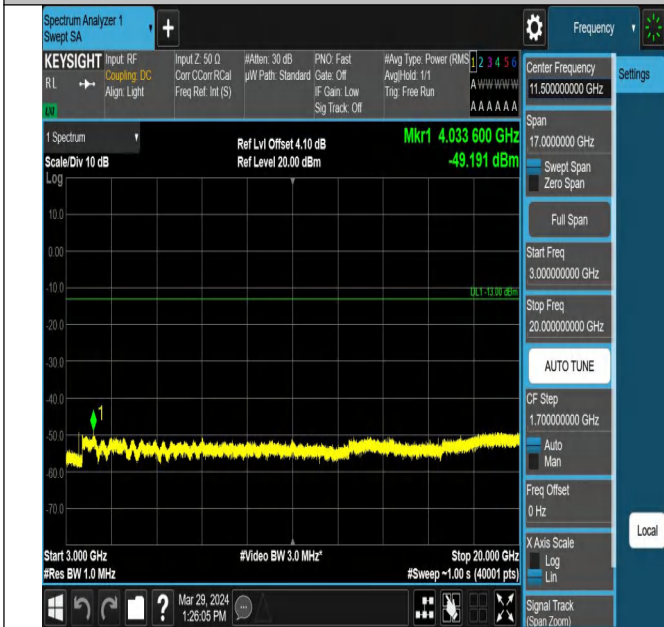 Spectrum Analyzer 1
Swept SA
Frequency
KEYSIGHT
RL
LXI
Input: RF
Coupling: DC
Align: Light
Input Z: 50 Ω
Corr CCorr RCal
Freq Ref: Int (S)
#Atten: 30 dB
µW Path: Standard
PNO: Fast
Gate: Off
IF Gain: Low
Sig Track: Off
#Avg Type: Power (RMS
Avg|Hold: 1/1
Trig: Free Run
1 2 3 4 5 6
A W W W W W
A A A A A A
1 Spectrum
Scale/Div 10 dB
Log
Ref Lvl Offset 4.10 dB
Ref Level 20.00 dBm
Mkr1 4.033 600 GHz
-49.191 dBm
10.0
0.00
-10.0
DL1 -13.00 dBm
-20.0
-30.0
-40.0
1
-50.0
-60.0
-70.0
Start 3.000 GHz
#Res BW 1.0 MHz
#Video BW 3.0 MHz*
Stop 20.000 GHz
#Sweep ~1.00 s (40001 pts)
?
Mar 29, 2024
1:26:05 PM
Center Frequency
11.500000000 GHz
Settings
Span
17.0000000 GHz
Swept Span
Zero Span
Full Span
Start Freq
3.000000000 GHz
Stop Freq
20.000000000 GHz
AUTO TUNE
CF Step
1.700000000 GHz
Auto
Man
Freq Offset
0 Hz
Local
X Axis Scale
Log
Lin
Signal Track
(Span Zoom)